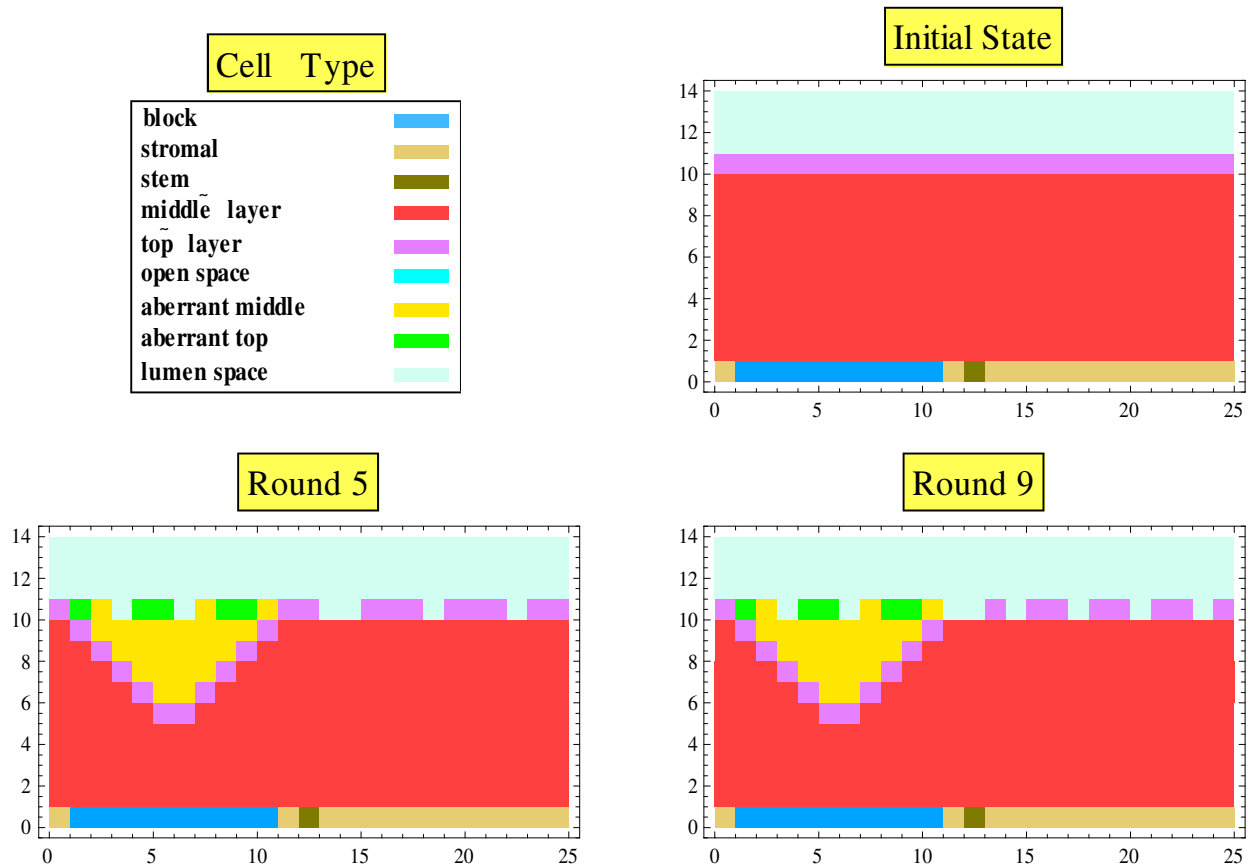 Cell Type
block
stromal
stem
middle layer
top layer
open space
aberrant middle
aberrant top
lumen space
Initial State
14
12
10
8
6
4
2
0
0 5 10 15 20 25
Round 5
14
12
10
8
6
4
2
0
0 5 10 15 20 25
Round 9
14
12
10
8
6
4
2
0
0 5 10 15 20 25